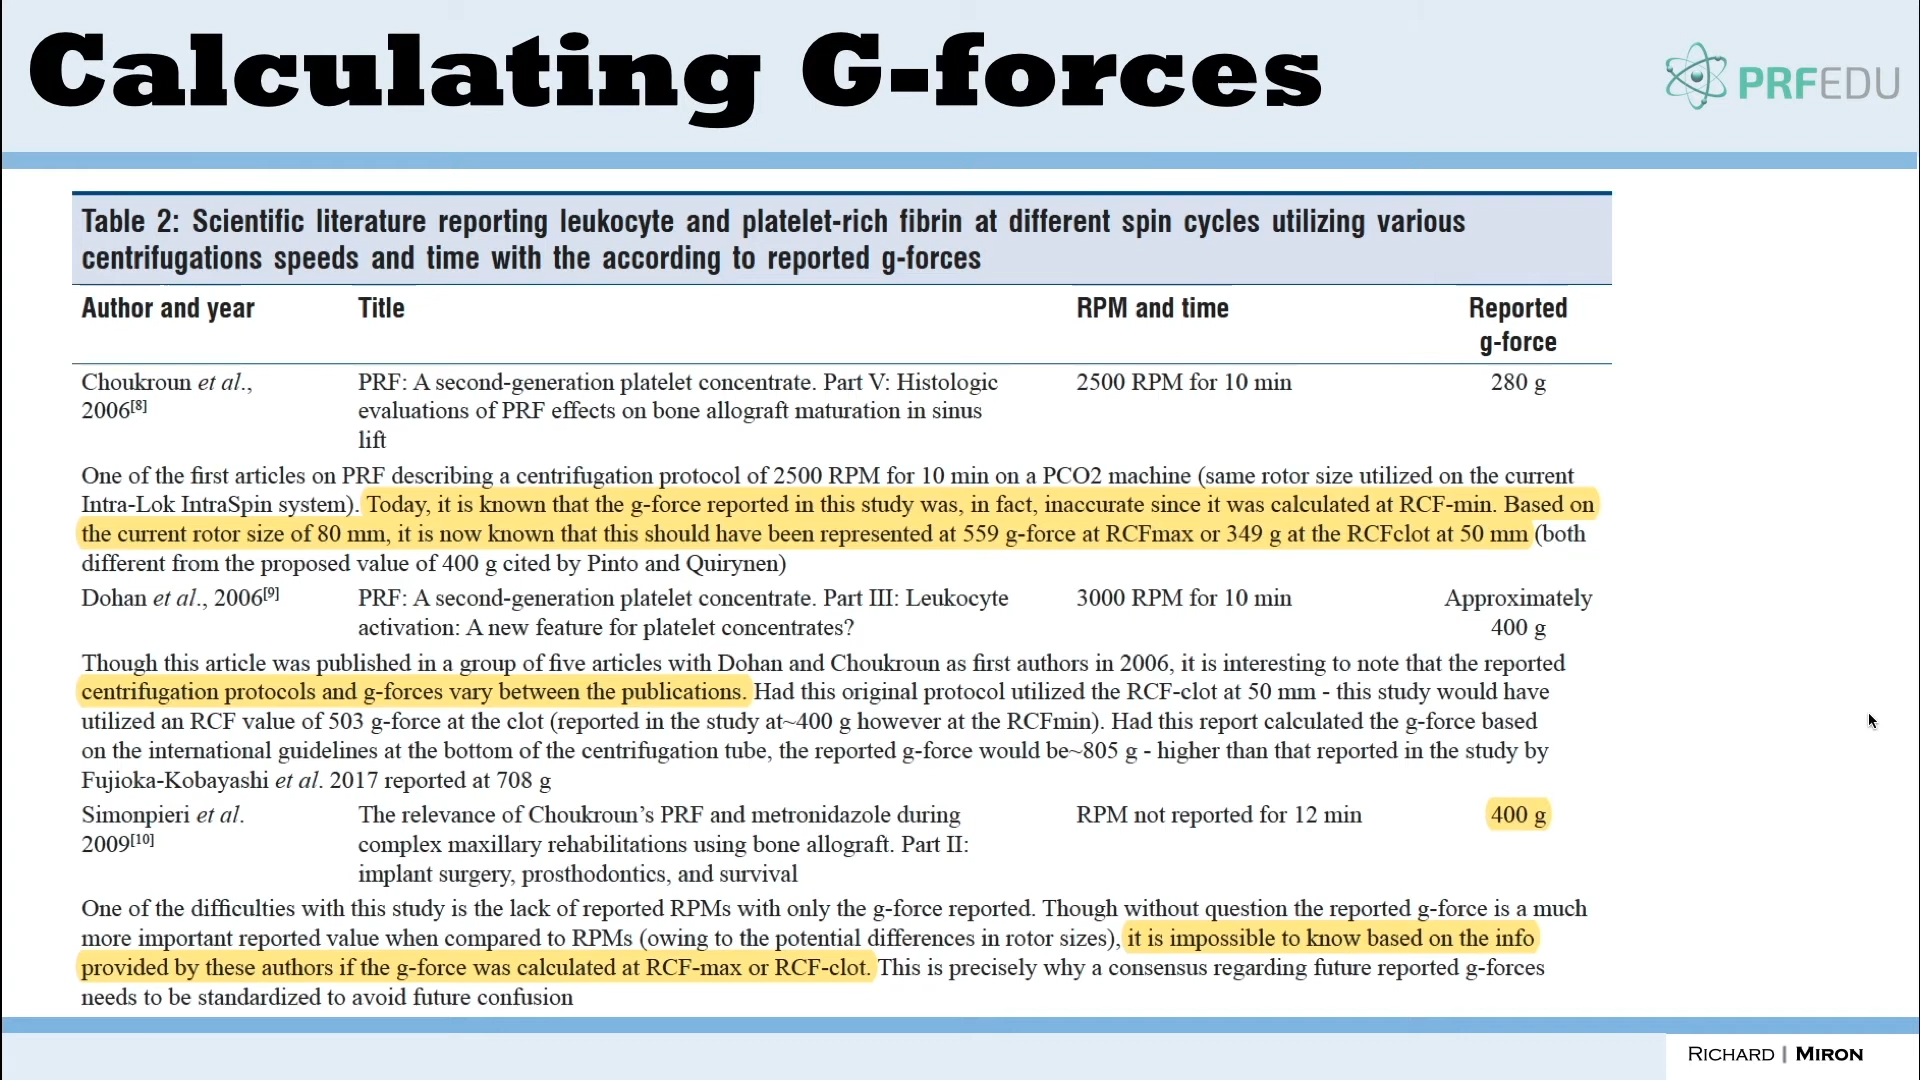 Calculating G-forces
PRFEDU
Table 2: Scientific literature reporting leukocyte and platelet-rich fibrin at different spin cycles utilizing various
centrifugations speeds and time with the according to reported g-forces
Author and year Title RPM and time Reported
g-force
Choukroun et al., PRF: A second-generation platelet concentrate. Part V: Histologic 2500 RPM for 10 min 280 g
2006[8] evaluations of PRF effects on bone allograft maturation in sinus
lift
One of the first articles on PRF describing a centrifugation protocol of 2500 RPM for 10 min on a PCO2 machine (same rotor size utilized on the current
Intra-Lok IntraSpin system). Today, it is known that the g-force reported in this study was, in fact, inaccurate since it was calculated at RCF-min. Based on
the current rotor size of 80 mm, it is now known that this should have been represented at 559 g-force at RCFmax or 349 g at the RCFclot at 50 mm (both
different from the proposed value of 400 g cited by Pinto and Quirynen)
Dohan et al., 2006[9] PRF: A second-generation platelet concentrate. Part III: Leukocyte 3000 RPM for 10 min Approximately
activation: A new feature for platelet concentrates? 400 g
Though this article was published in a group of five articles with Dohan and Choukroun as first authors in 2006, it is interesting to note that the reported
centrifugation protocols and g-forces vary between the publications. Had this original protocol utilized the RCF-clot at 50 mm - this study would have
utilized an RCF value of 503 g-force at the clot (reported in the study at~400 g however at the RCFmin). Had this report calculated the g-force based
on the international guidelines at the bottom of the centrifugation tube, the reported g-force would be~805 g - higher than that reported in the study by
Fujioka-Kobayashi et al. 2017 reported at 708 g
Simonpieri et al. The relevance of Choukroun’s PRF and metronidazole during RPM not reported for 12 min 400 g
2009[10] complex maxillary rehabilitations using bone allograft. Part II:
implant surgery, prosthodontics, and survival
One of the difficulties with this study is the lack of reported RPMs with only the g-force reported. Though without question the reported g-force is a much
more important reported value when compared to RPMs (owing to the potential differences in rotor sizes), it is impossible to know based on the info
provided by these authors if the g-force was calculated at RCF-max or RCF-clot. This is precisely why a consensus regarding future reported g-forces
needs to be standardized to avoid future confusion
RICHARD | MIRON